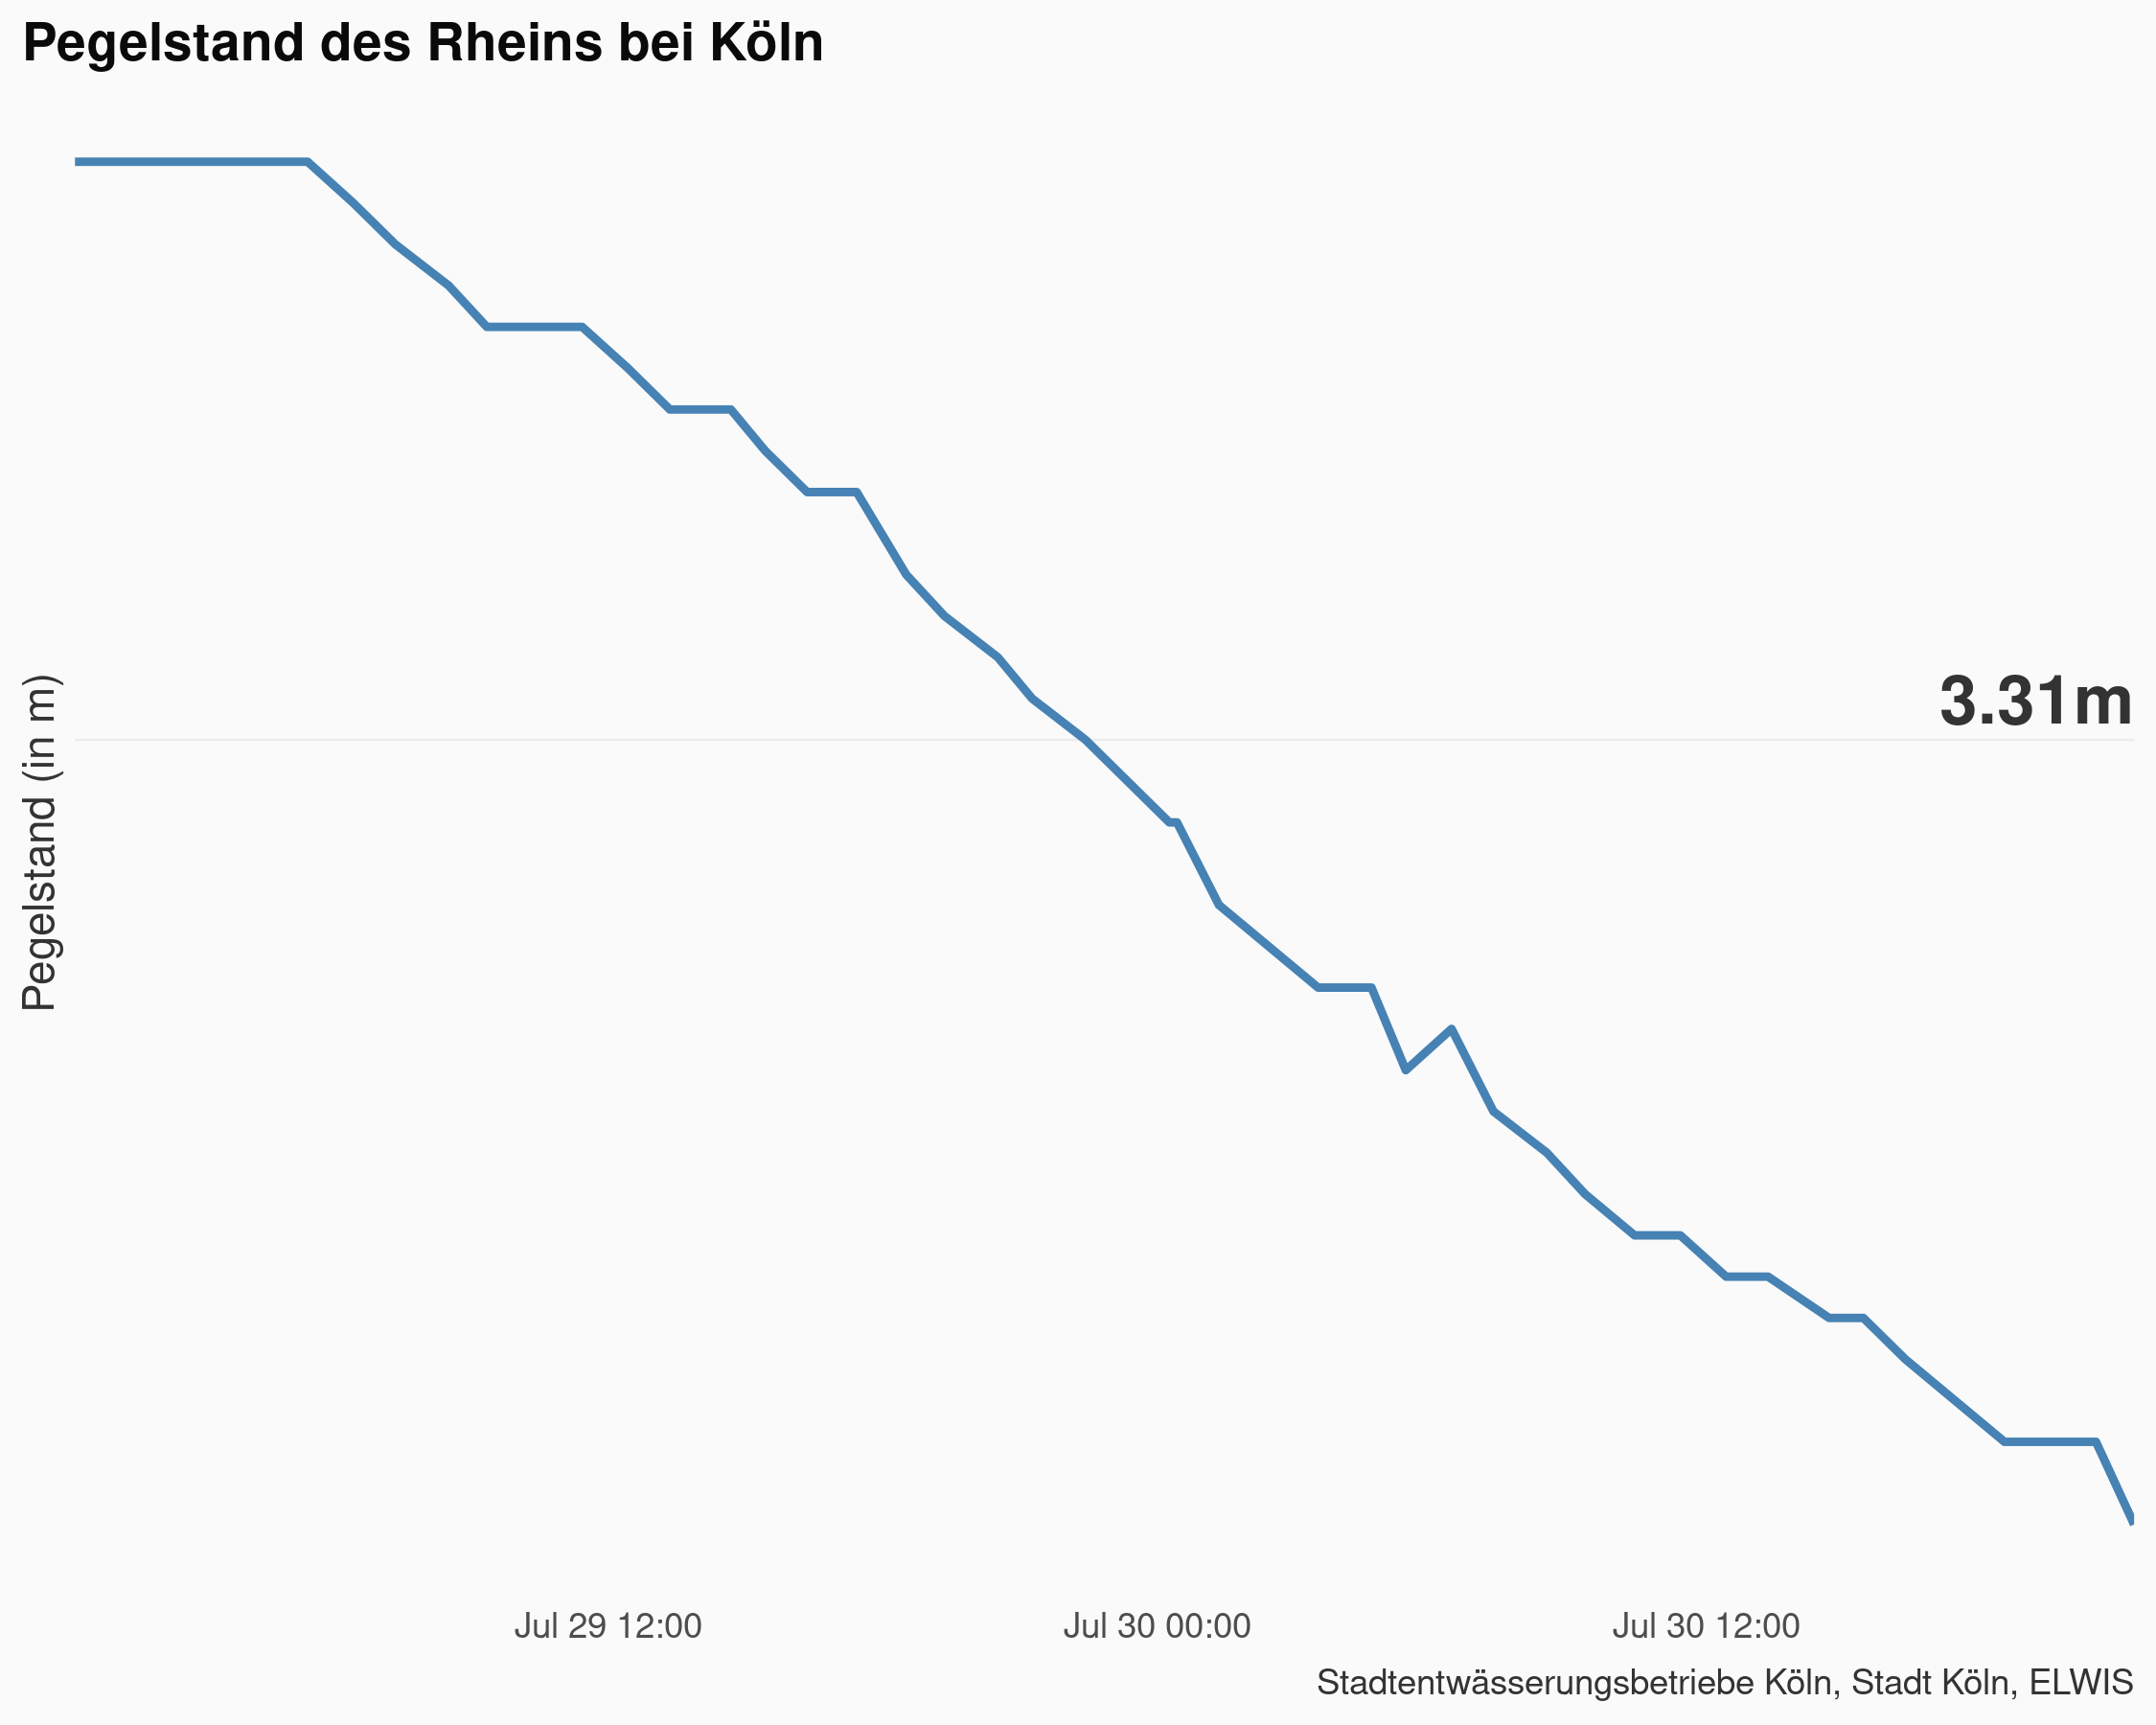 Pegelstand des Rheins bei Köln
Pegelstand (in m)
3.31m
Jul 29 12:00
Jul 30 00:00
Jul 30 12:00
Stadtentwässerungsbetriebe Köln, Stadt Köln, ELWIS